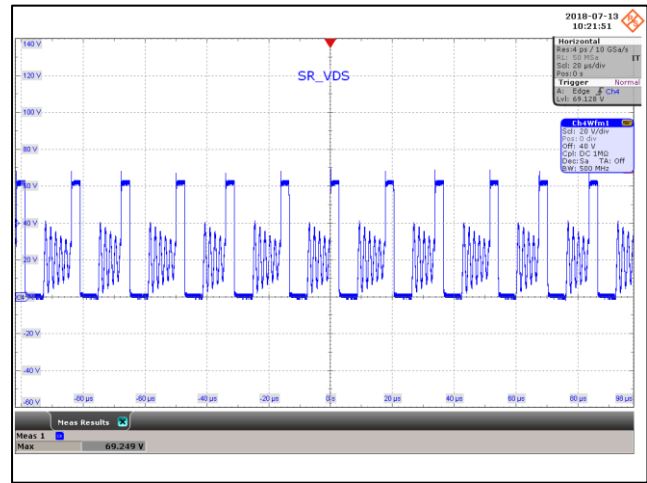 2018-07-13
10:21:51
Horizontal
Res:4 ps / 10 GSa/s
RL: 50 MSa IT
Scl: 20 µs/div
Pos:0 s
Trigger Normal
A: Edge Ch4
Lvl: 69.128 V
140 V
120 V
100 V
80 V
60 V
40 V
20 V
-20 V
-40 V
-60 V
SR_VDS
Ch4Wfm1
Scl: 20 V/div
Pos: 0 div
Off: 40 V
Cpl: DC 1MΩ
Dec:Sa TA: Off
BW: 500 MHz
-80 µs -60 µs -40 µs -20 µs 0 s 20 µs 40 µs 60 µs 80 µs 98 µs
Meas Results
Meas 1
Max 69.249 V